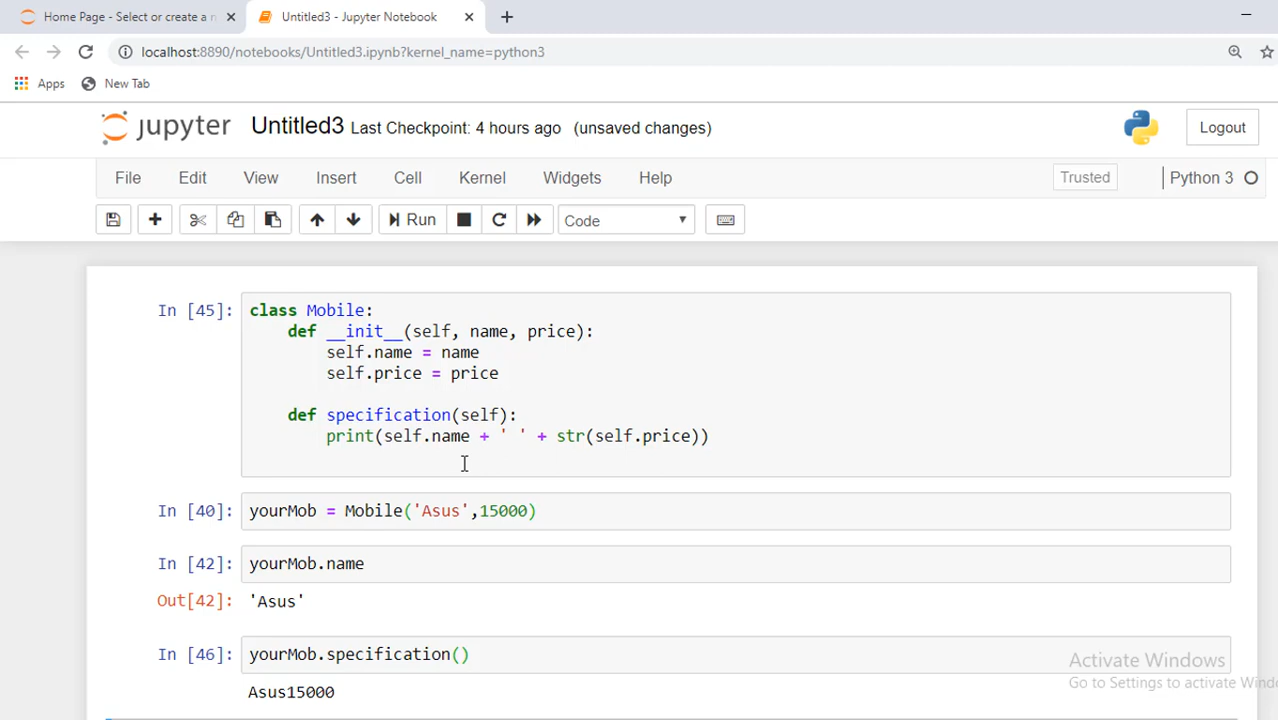 Home Page - Select or create a n
Untitled3 - Jupyter Notebook
localhost:8890/notebooks/Untitled3.ipynb?kernel_name=python3
Apps New Tab
jupyter Untitled3 Last Checkpoint: 4 hours ago (unsaved changes) Logout
File Edit View Insert Cell Kernel Widgets Help Trusted Python 3
Run Code
In [45]: class Mobile:
def __init__(self, name, price):
self.name = name
self.price = price
def specification(self):
print(self.name + ' ' + str(self.price))
In [40]: yourMob = Mobile('Asus',15000)
In [42]: yourMob.name
Out[42]: 'Asus'
In [46]: yourMob.specification()
Asus15000
Activate Windows
Go to Settings to activate Wind